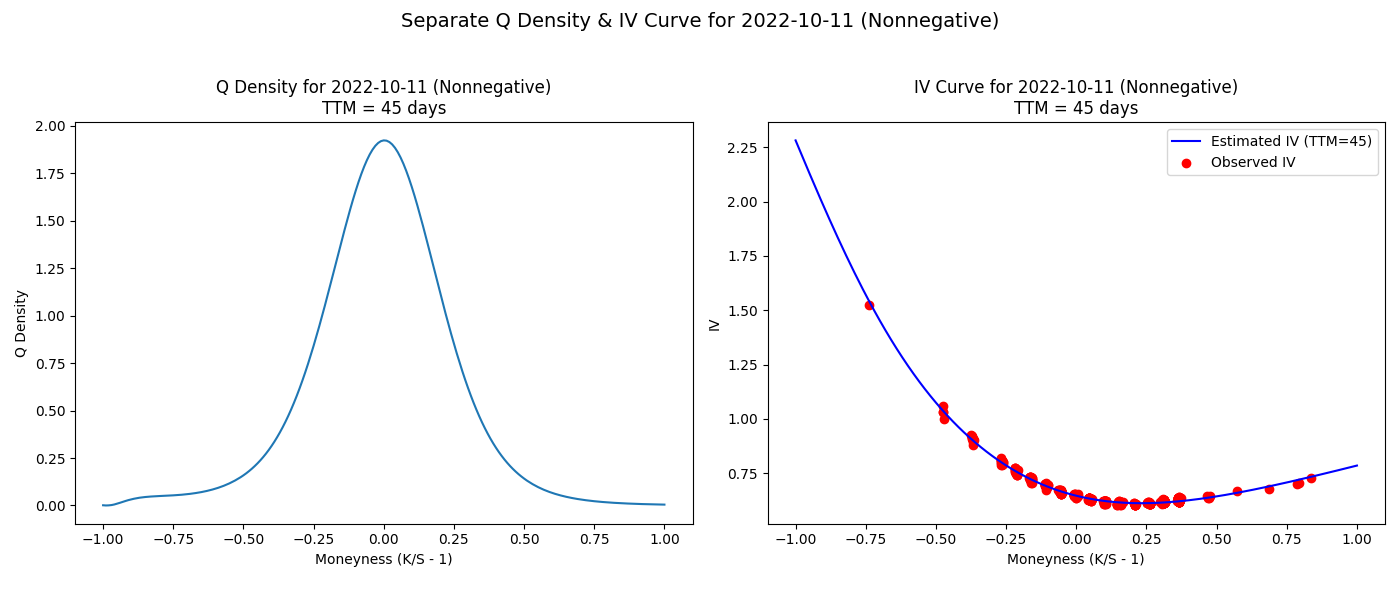 Separate Q Density & IV Curve for 2022-10-11 (Nonnegative)
Q Density for 2022-10-11 (Nonnegative)
TTM = 45 days
2.00
1.75
1.50
1.25
1.00
0.75
0.50
0.25
0.00
Q Density
−1.00 −0.75 −0.50 −0.25 0.00 0.25 0.50 0.75 1.00
Moneyness (K/S - 1)
IV Curve for 2022-10-11 (Nonnegative)
TTM = 45 days
Estimated IV (TTM=45)
Observed IV
2.25
2.00
1.75
1.50
1.25
1.00
0.75
IV
−1.00 −0.75 −0.50 −0.25 0.00 0.25 0.50 0.75 1.00
Moneyness (K/S - 1)